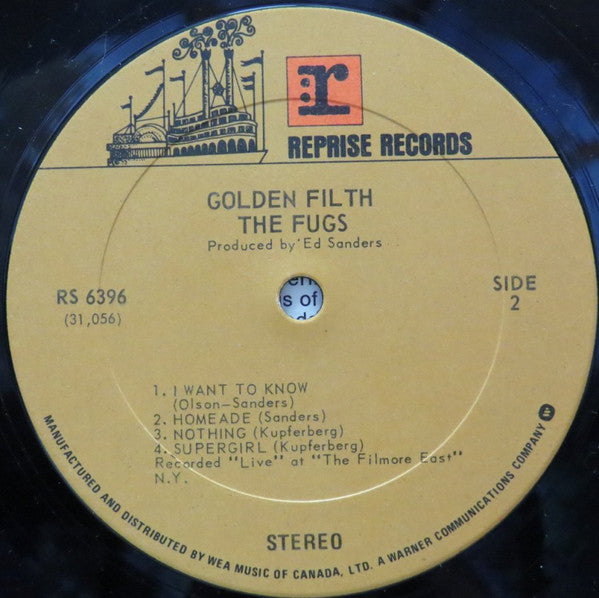 r
REPRISE RECORDS
GOLDEN FILTH
THE FUGS
Produced by Ed Sanders
RS 6396
(31,056)
SIDE
2
s of
1. I WANT TO KNOW
(Olson-Sanders)
2. HOMEADE (Sanders)
3. NOTHING (Kupferberg)
4. SUPERGIRL (Kupferberg)
Recorded "Live" at "The Filmore East"
N.Y.
STEREO
MANUFACTURED AND DISTRIBUTED BY WEA MUSIC OF CANADA, LTD. A WARNER COMMUNICATIONS COMPANY